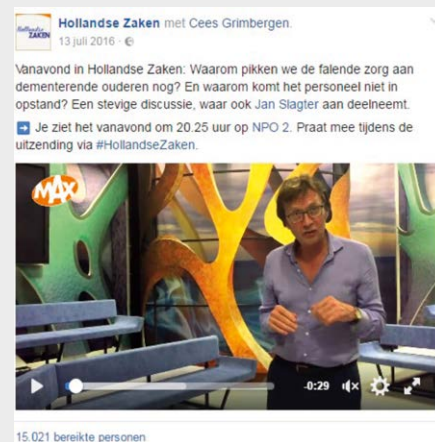 Hollandse
ZAKEN
Hollandse Zaken met Cees Grimbergen.
13 juli 2016 ·
Vanavond in Hollandse Zaken: Waarom pikken we de falende zorg aan
dementerende ouderen nog? En waarom komt het personeel niet in
opstand? Een stevige discussie, waar ook Jan Slagter aan deelneemt.
Je ziet het vanavond om 20.25 uur op NPO 2. Praat mee tijdens de
uitzending via #HollandseZaken.
MAX
-0:29
15.021 bereikte personen